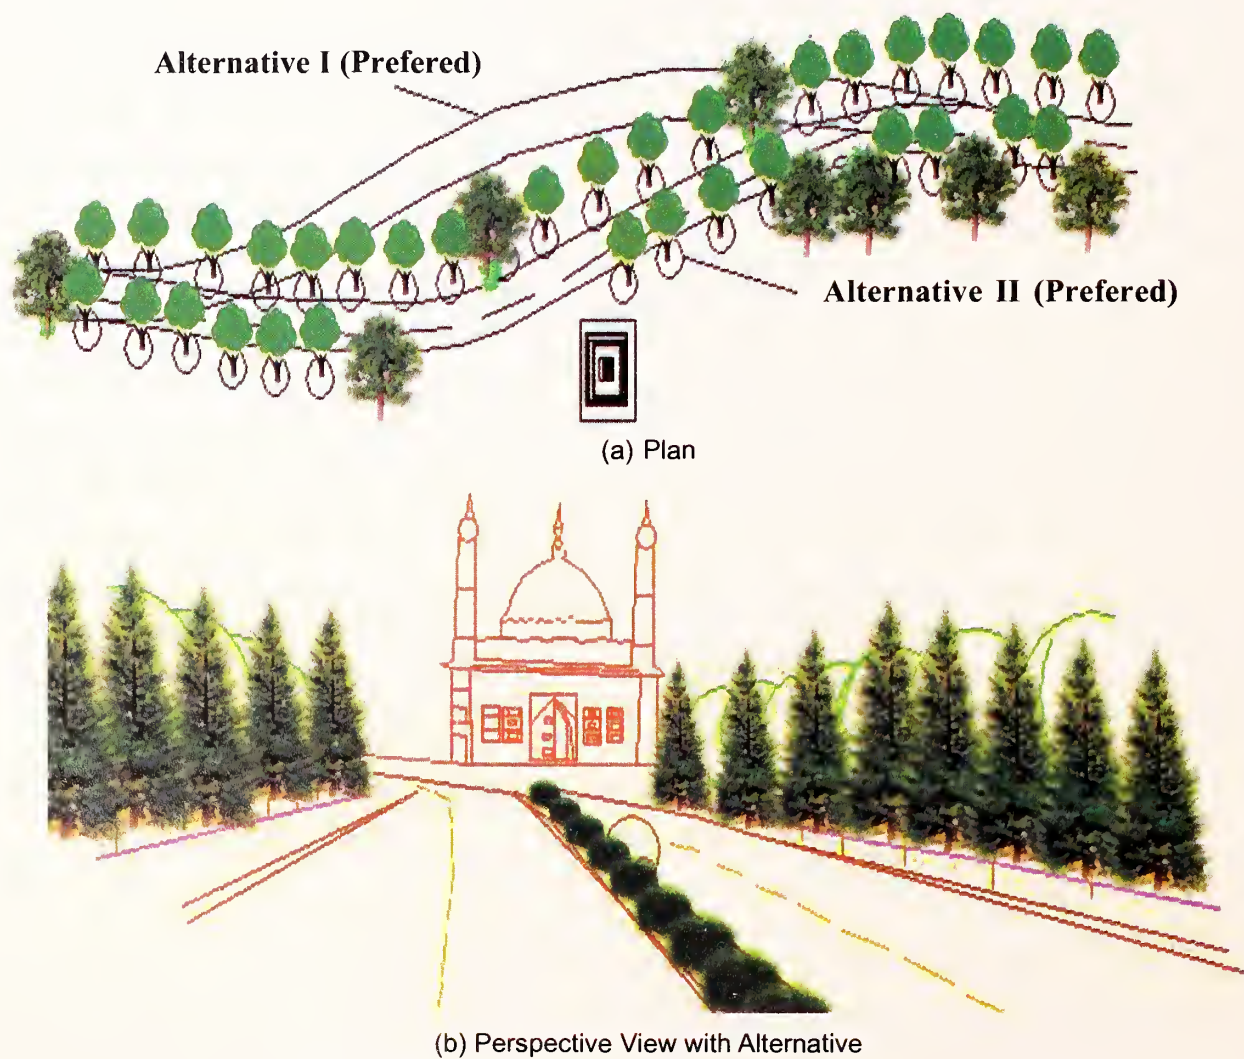 Alternative I (Prefered)
Alternative II (Prefered)
(a) Plan
(b) Perspective View with Alternative